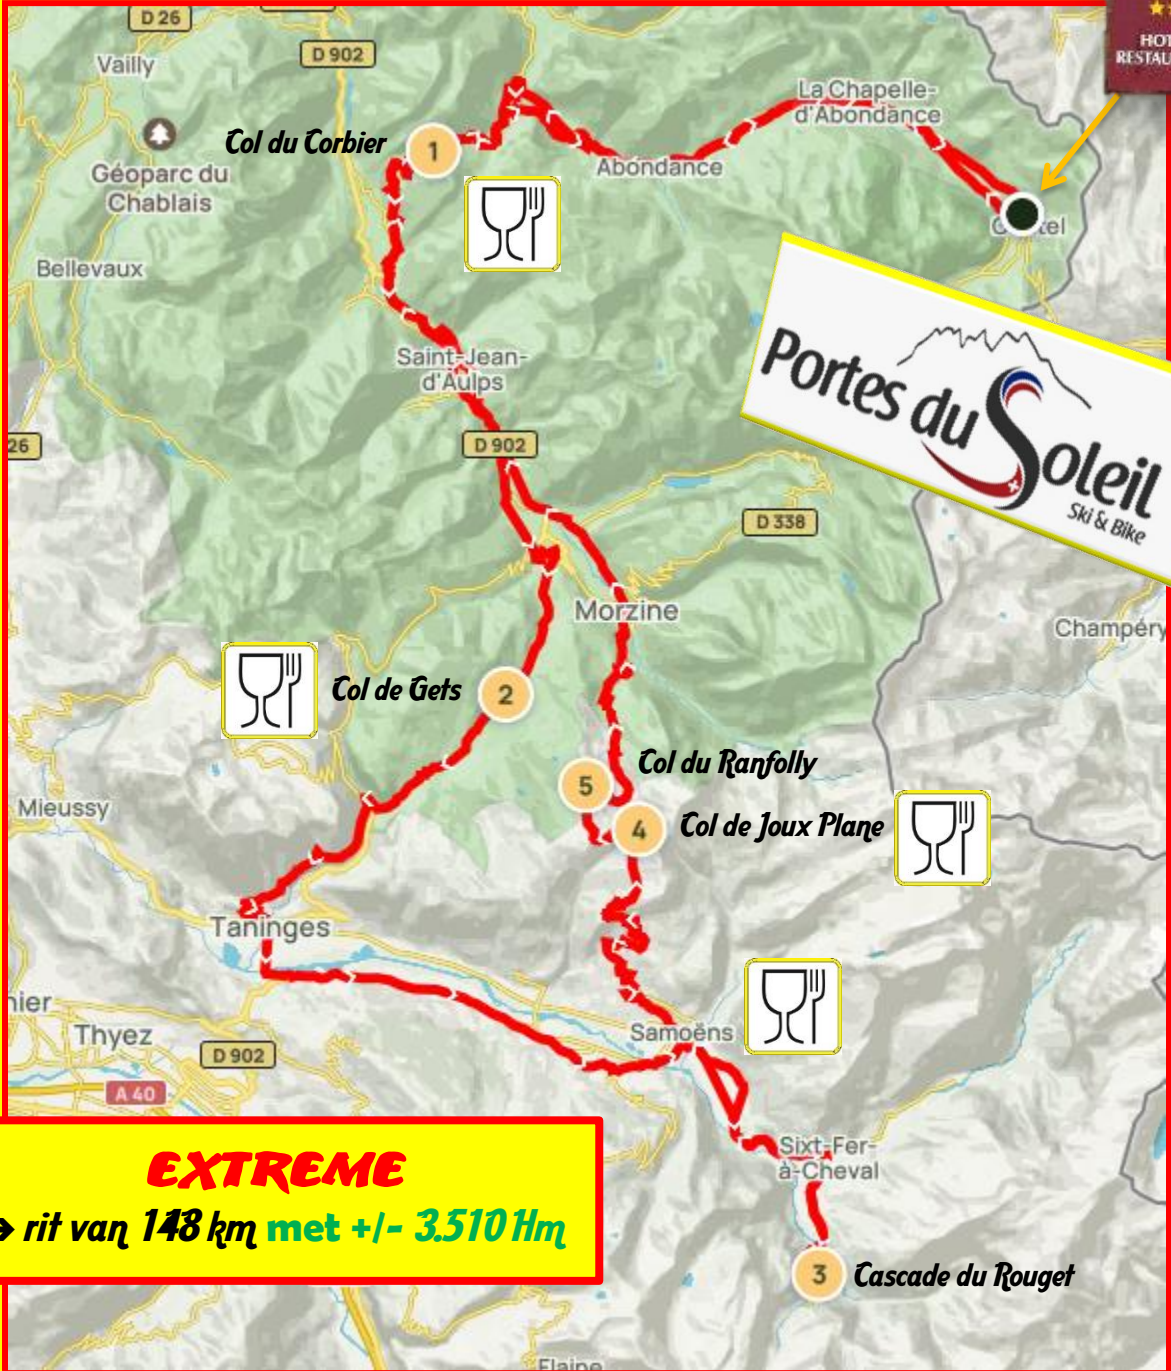 D 26
D 902
HOT
RESTAU
Vailly
La Chapelle-
d'Abondance
Col du Corbier
1
Abondance
Géoparc du
Chablais
Bellevaux
Saint-Jean-
d'Aulps
Portes du Soleil
Ski & Bike
26
D 902
D 338
Morzine
Champéry
Col de Gets
2
Col du Ranfolly
5
Mieussy
4
Col de Joux Plane
Taninges
nier
Thyez
D 902
Samoëns
A 40
EXTREME
→ rit van 148 km met +/- 3.510 Hm
Sixt-Fer-
à-Cheval
3
Cascade du Rouget
Flaine